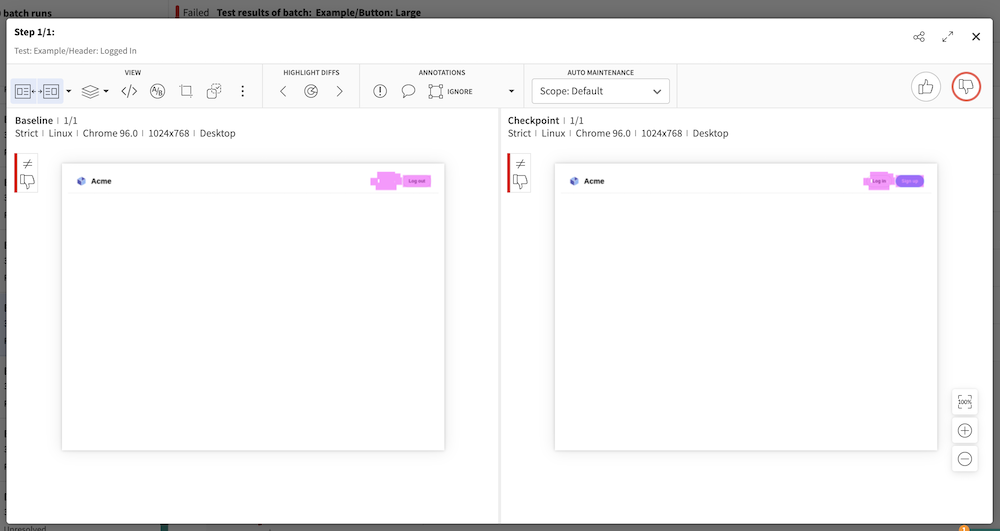 batch runs
Failed Test results of batch: Example/Button: Large
Step 1/1:
Test: Example/Header: Logged In
VIEW
HIGHLIGHT DIFFS
ANNOTATIONS
AUTO MAINTENANCE
A/B
IGNORE
Scope: Default
Baseline | 1/1
Strict | Linux | Chrome 96.0 | 1024x768 | Desktop
Acme
Log out
Checkpoint | 1/1
Strict | Linux | Chrome 96.0 | 1024x768 | Desktop
Acme
Log in
Sign up
100%
Unresolved
1